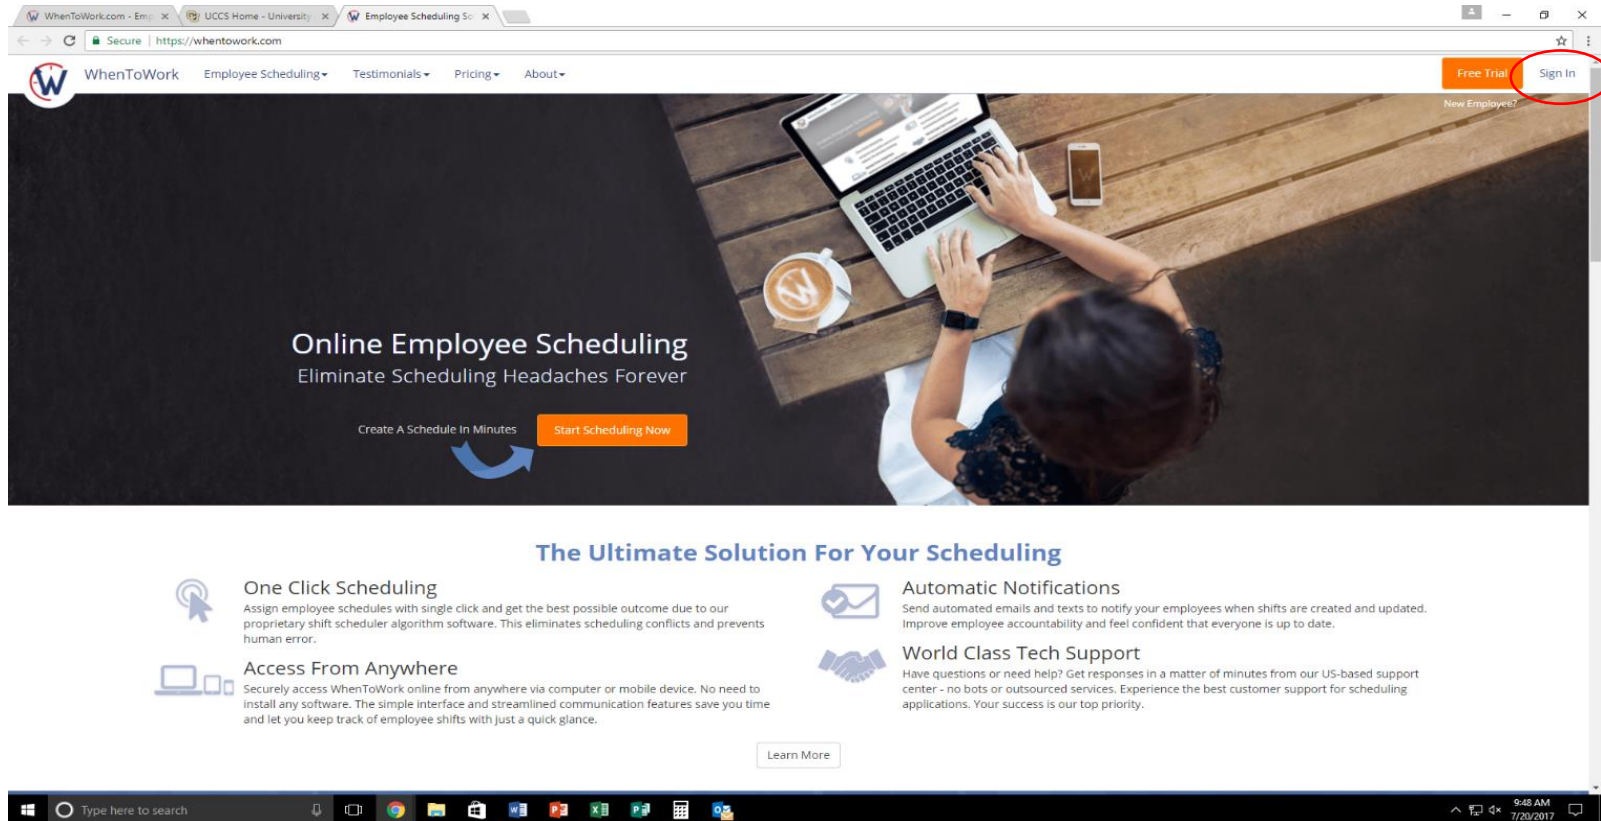 WhenToWork.com - Emp
UCCS Home - University
Employee Scheduling So
Secure | https://whentowork.com
WhenToWork
Employee Scheduling
Testimonials
Pricing
About
Free Trial
Sign In
New Employee?
Online Employee Scheduling
Eliminate Scheduling Headaches Forever
Create A Schedule In Minutes
Start Scheduling Now
The Ultimate Solution For Your Scheduling
One Click Scheduling
Assign employee schedules with single click and get the best possible outcome due to our
proprietary shift scheduler algorithm software. This eliminates scheduling conflicts and prevents
human error.
Access From Anywhere
Securely access WhenToWork online from anywhere via computer or mobile device. No need to
install any software. The simple interface and streamlined communication features save you time
and let you keep track of employee shifts with just a quick glance.
Automatic Notifications
Send automated emails and texts to notify your employees when shifts are created and updated.
Improve employee accountability and feel confident that everyone is up to date.
World Class Tech Support
Have questions or need help? Get responses in a matter of minutes from our US-based support
center - no bots or outsourced services. Experience the best customer support for scheduling
applications. Your success is our top priority.
Learn More
Type here to search
9:48 AM
7/20/2017